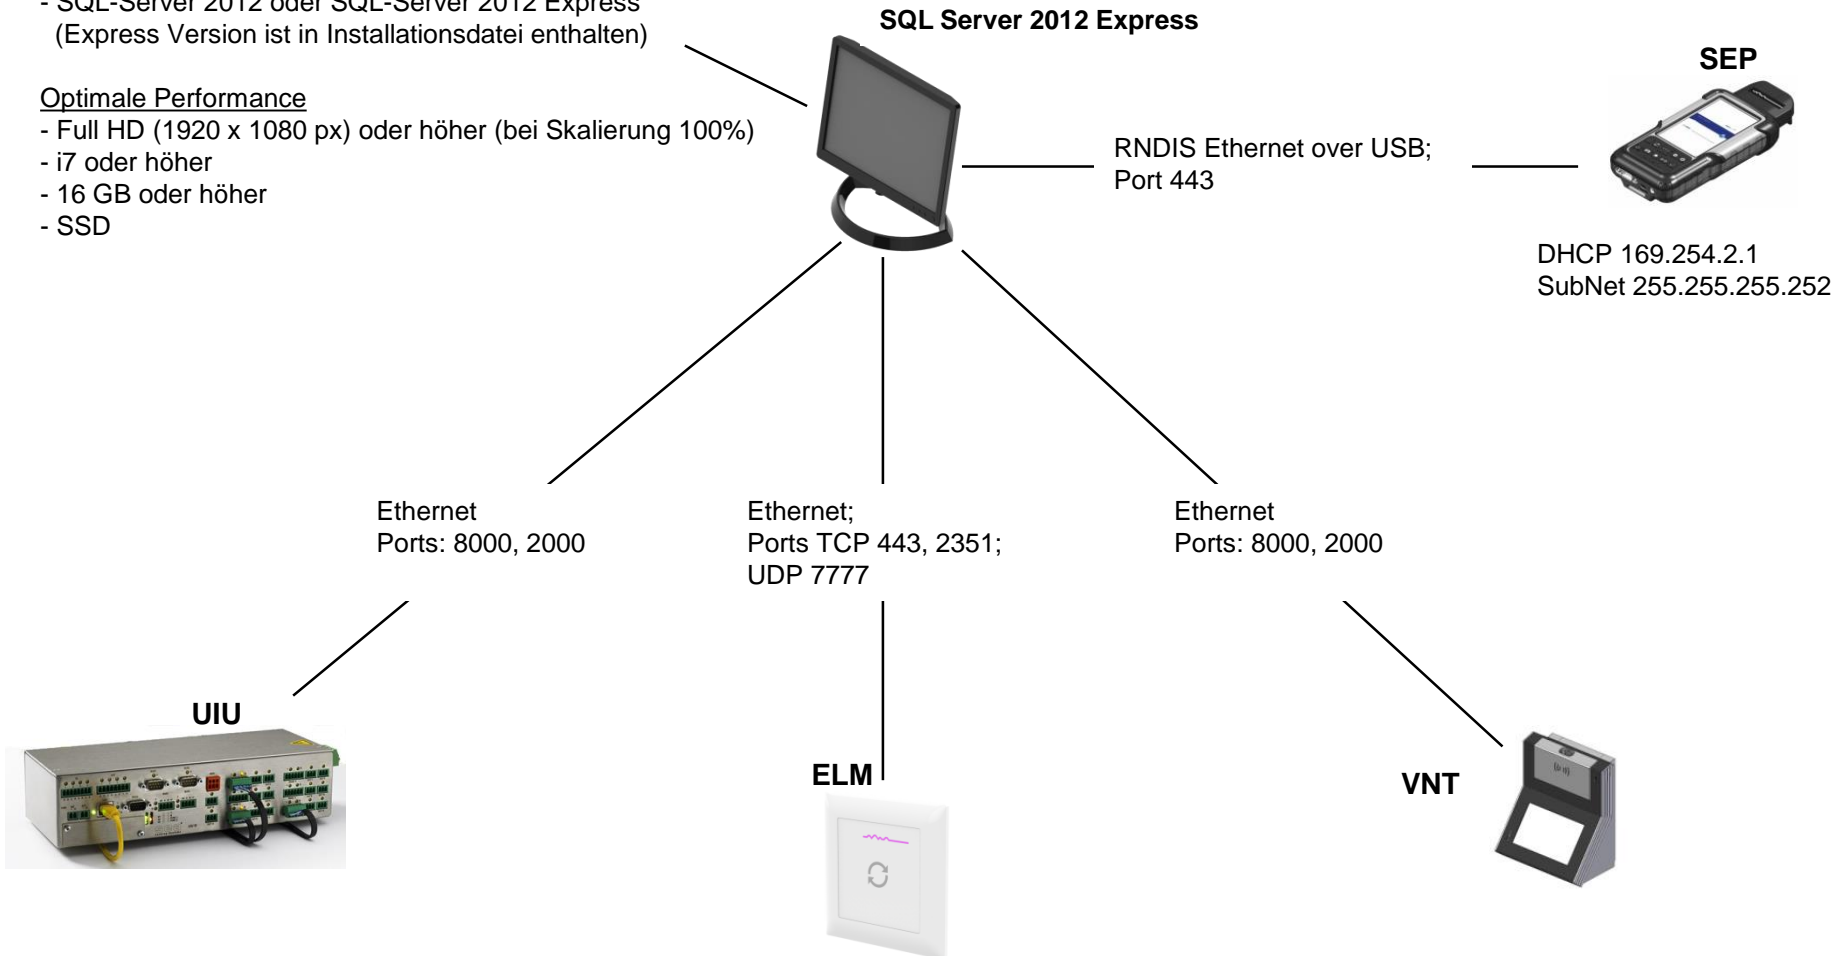 - SQL-Server 2012 oder SQL-Server 2012 Express
(Express Version ist in Installationsdatei enthalten)
Optimale Performance
- Full HD (1920 x 1080 px) oder höher (bei Skalierung 100%)
- i7 oder höher
- 16 GB oder höher
- SSD
SQL Server 2012 Express
SEP
RNDIS Ethernet over USB;
Port 443
DHCP 169.254.2.1
SubNet 255.255.255.252
Ethernet
Ports: 8000, 2000
Ethernet;
Ports TCP 443, 2351;
UDP 7777
Ethernet
Ports: 8000, 2000
UIU
ELM
VNT